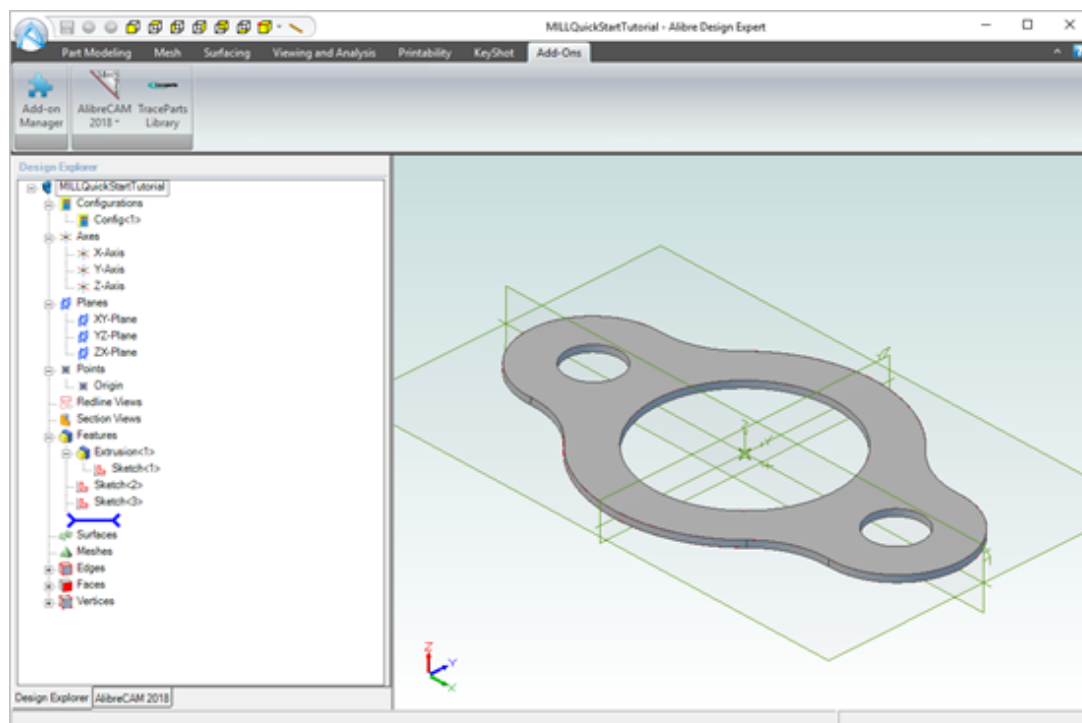 MILLQuickStartTutorial - Alibre Design Expert
Part Modeling Mesh Surfacing Viewing and Analysis Printability KeyShot Add-Ons
Add-on Manager
AlibreCAM 2018
TraceParts Library
Design Explorer
MILLQuickStartTutorial
Configurations
Config<1>
Axes
X-Axis
Y-Axis
Z-Axis
Planes
XY-Plane
YZ-Plane
ZX-Plane
Points
Origin
Redline Views
Section Views
Features
Extrusion<1>
Sketch<1>
Sketch<2>
Sketch<3>
Surfaces
Meshes
Edges
Faces
Vertices
Z
Y
X
Design Explorer AlibreCAM 2018